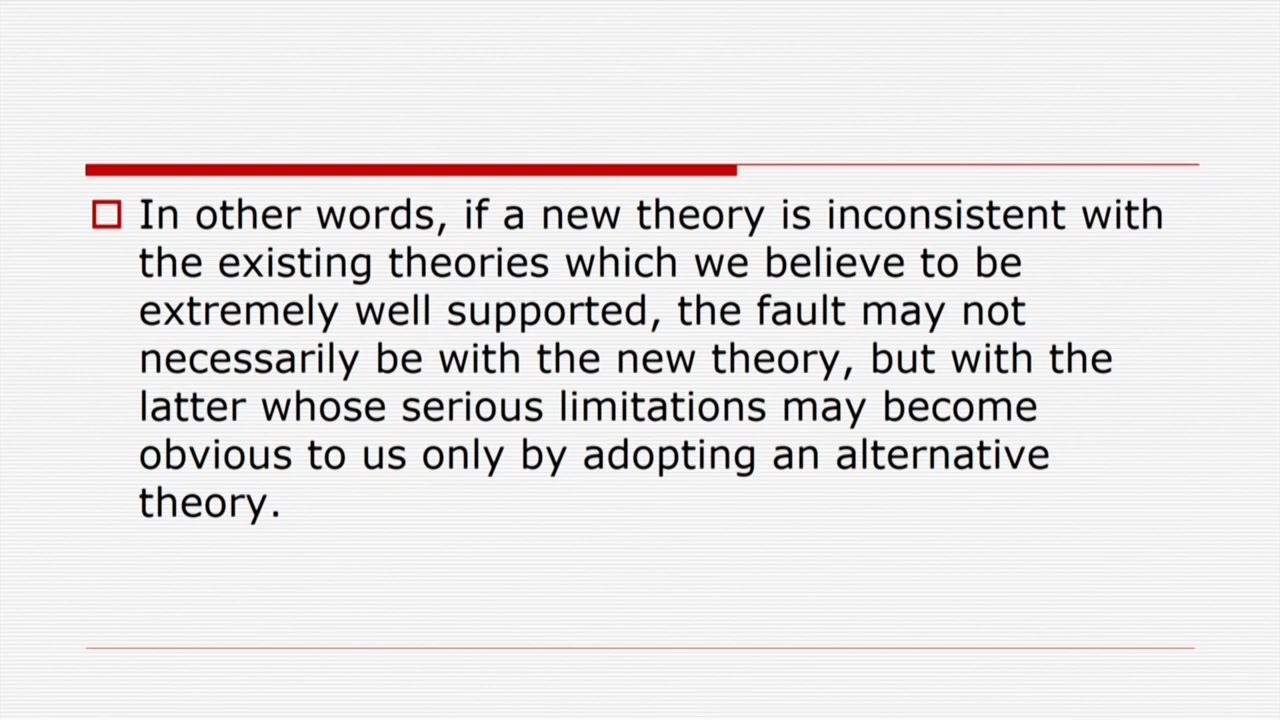 In other words, if a new theory is inconsistent with
the existing theories which we believe to be
extremely well supported, the fault may not
necessarily be with the new theory, but with the
latter whose serious limitations may become
obvious to us only by adopting an alternative
theory.